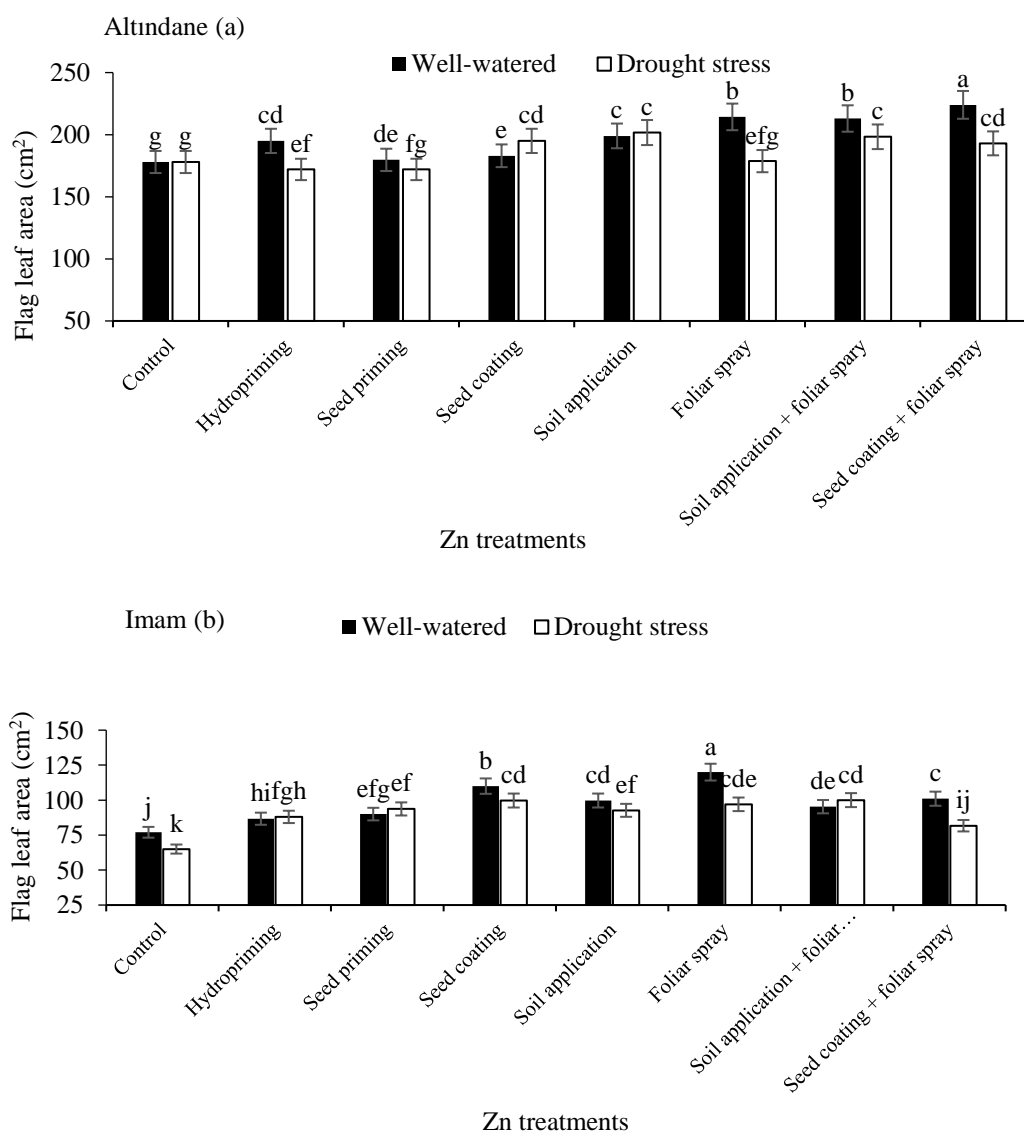 Altındane (a)
Well-watered Drought stress
Flag leaf area (cm²)
250
200
150
100
50
g g cd ef de fg e cd c c b efg b c a cd
Control
Hydropriming
Seed priming
Seed coating
Soil application
Foliar spray
Soil application + foliar spary
Seed coating + foliar spray
Zn treatments
Imam (b)
Well-watered Drought stress
Flag leaf area (cm²)
150
125
100
75
50
25
j k hi fgh efg ef b cd cd ef a cde de cd c ij
Control
Hydropriming
Seed priming
Seed coating
Soil application
Foliar spray
Soil application + foliar…
Seed coating + foliar spray
Zn treatments